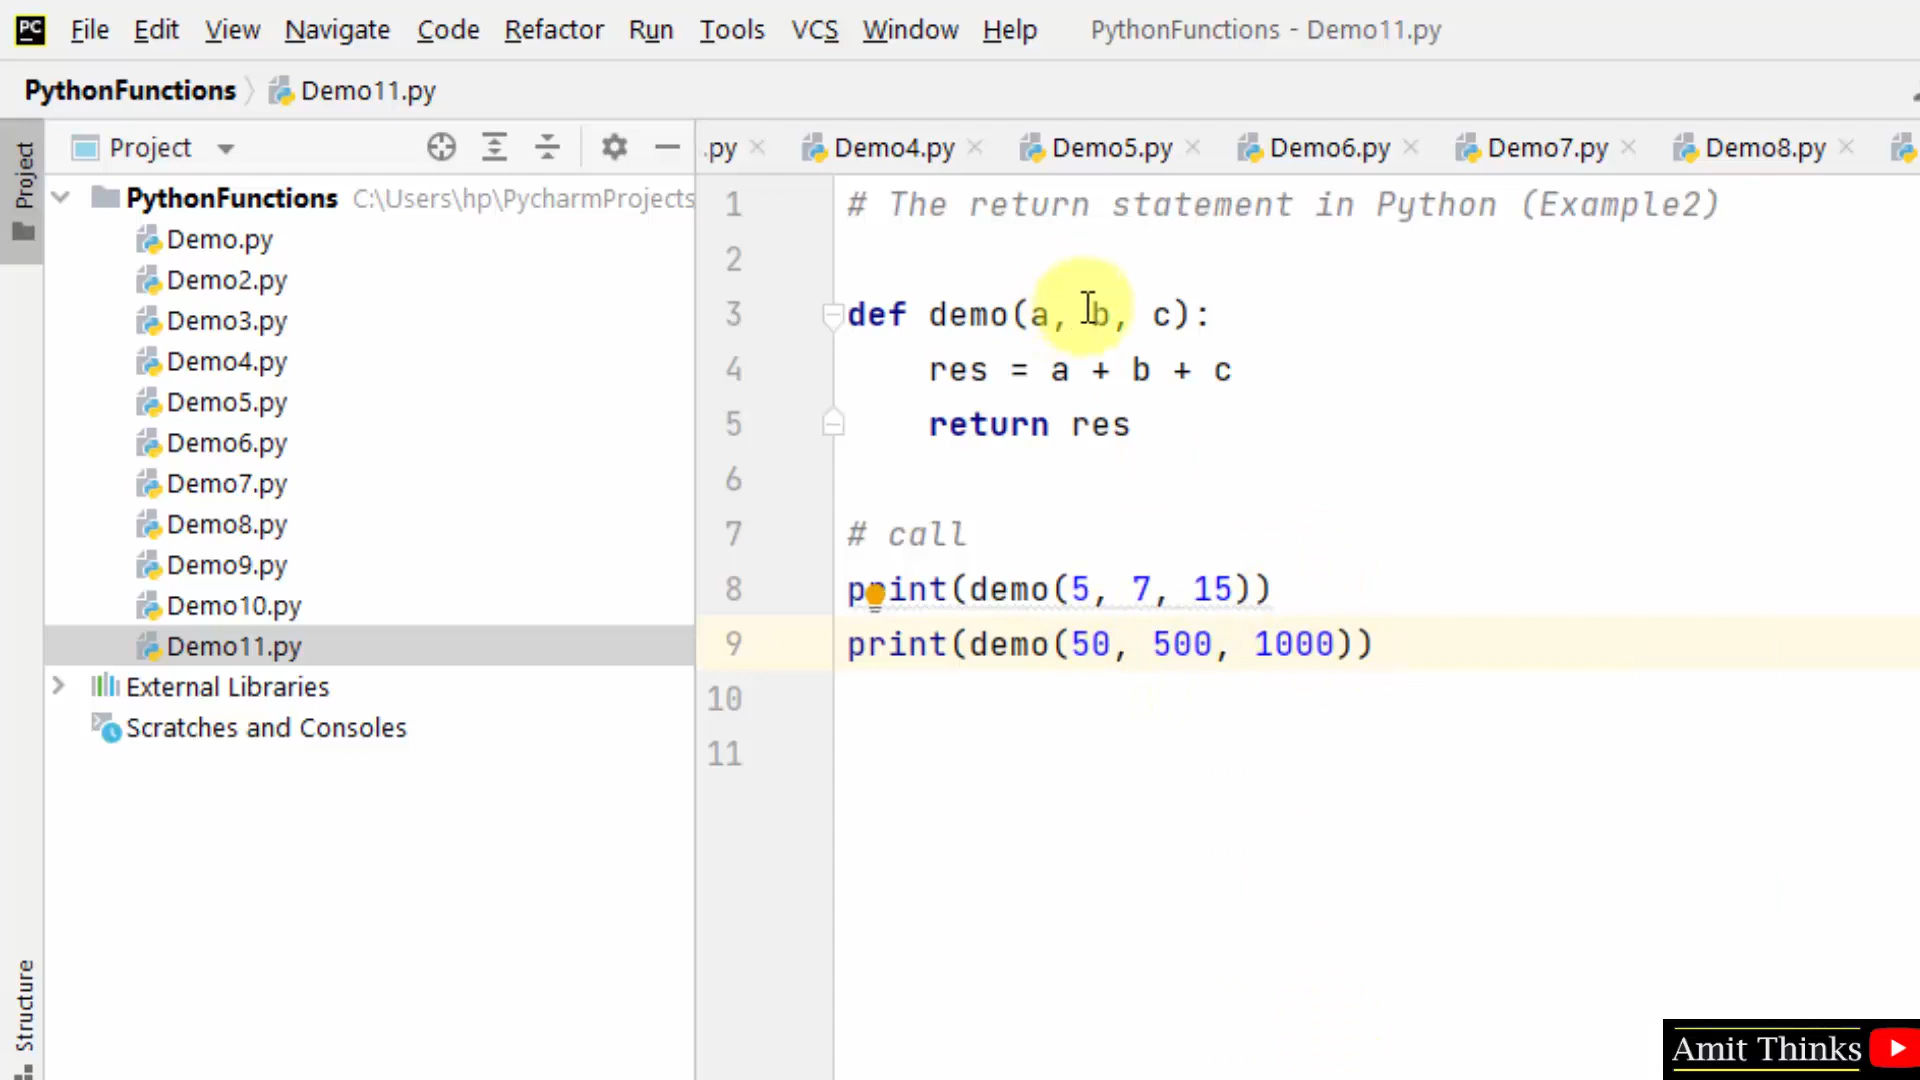 PC File Edit View Navigate Code Refactor Run Tools VCS Window Help PythonFunctions - Demo11.py
PythonFunctions Demo11.py
Project
Project
.py Demo4.py Demo5.py Demo6.py Demo7.py Demo8.py
PythonFunctions C:\Users\hp\PycharmProjects
Demo.py
Demo2.py
Demo3.py
Demo4.py
Demo5.py
Demo6.py
Demo7.py
Demo8.py
Demo9.py
Demo10.py
Demo11.py
External Libraries
Scratches and Consoles
Structure
1 # The return statement in Python (Example2)
2
3 def demo(a, b, c):
4 res = a + b + c
5 return res
6
7 # call
8 print(demo(5, 7, 15))
9 print(demo(50, 500, 1000))
10
11
Amit Thinks